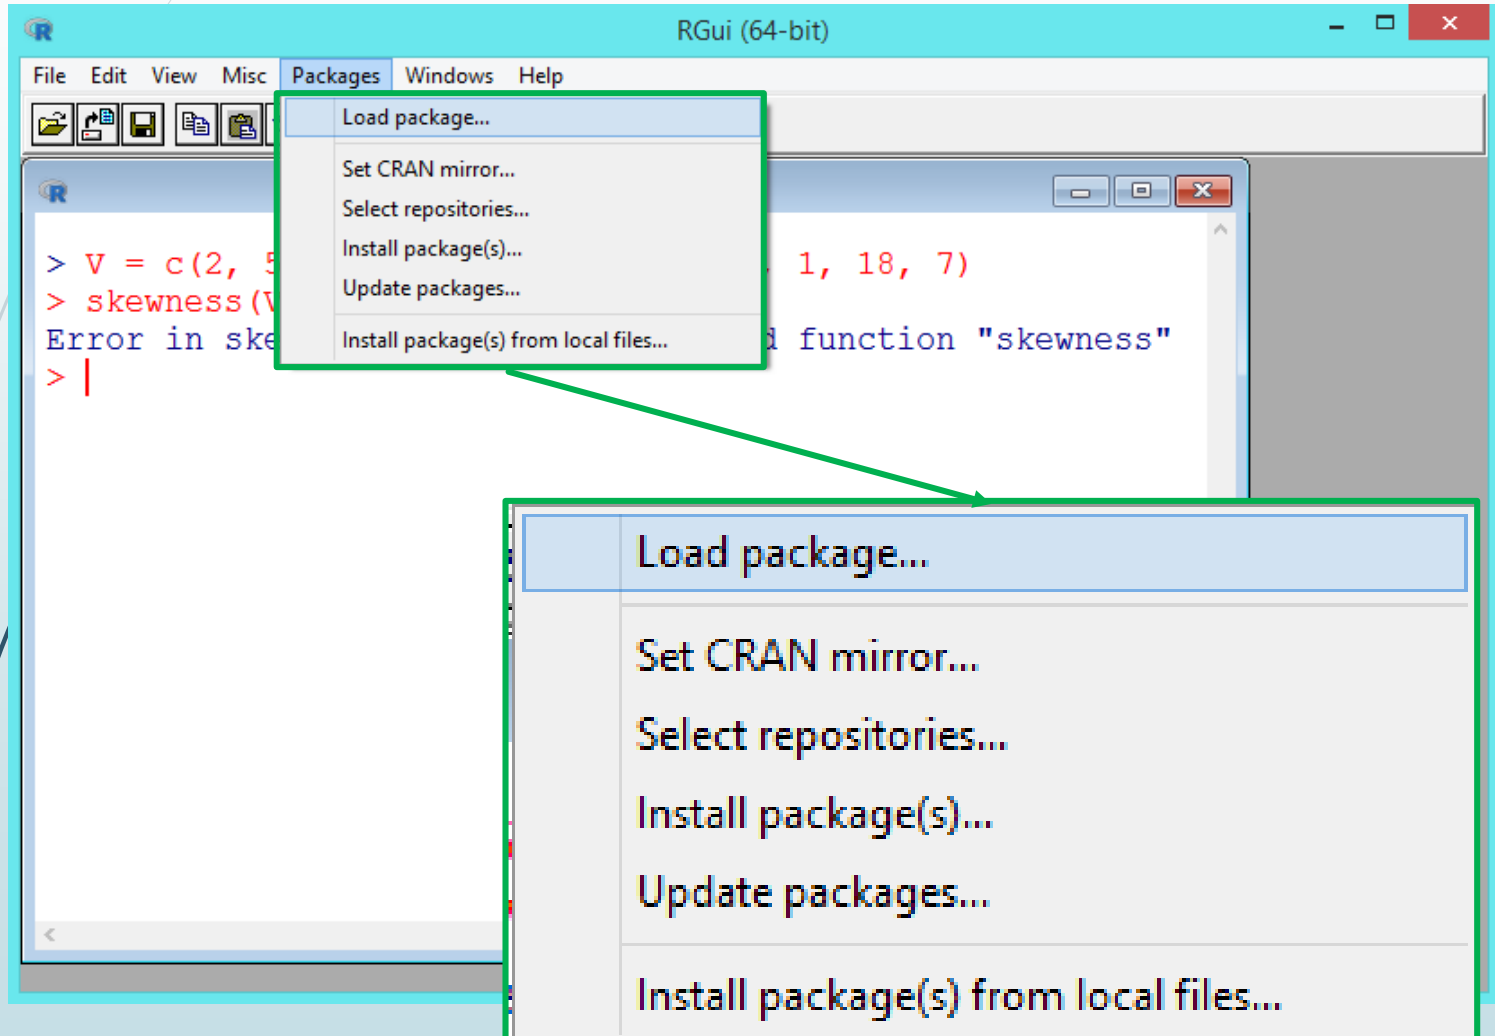 RGui (64-bit)
File Edit View Misc Packages Windows Help
Load package...
Set CRAN mirror...
Select repositories...
Install package(s)...
Update packages...
Install package(s) from local files...
> V = c(2, 1, 18, 7)
> skewness(
Error in function "skewness"
>
Load package...
Set CRAN mirror...
Select repositories...
Install package(s)...
Update packages...
Install package(s) from local files...